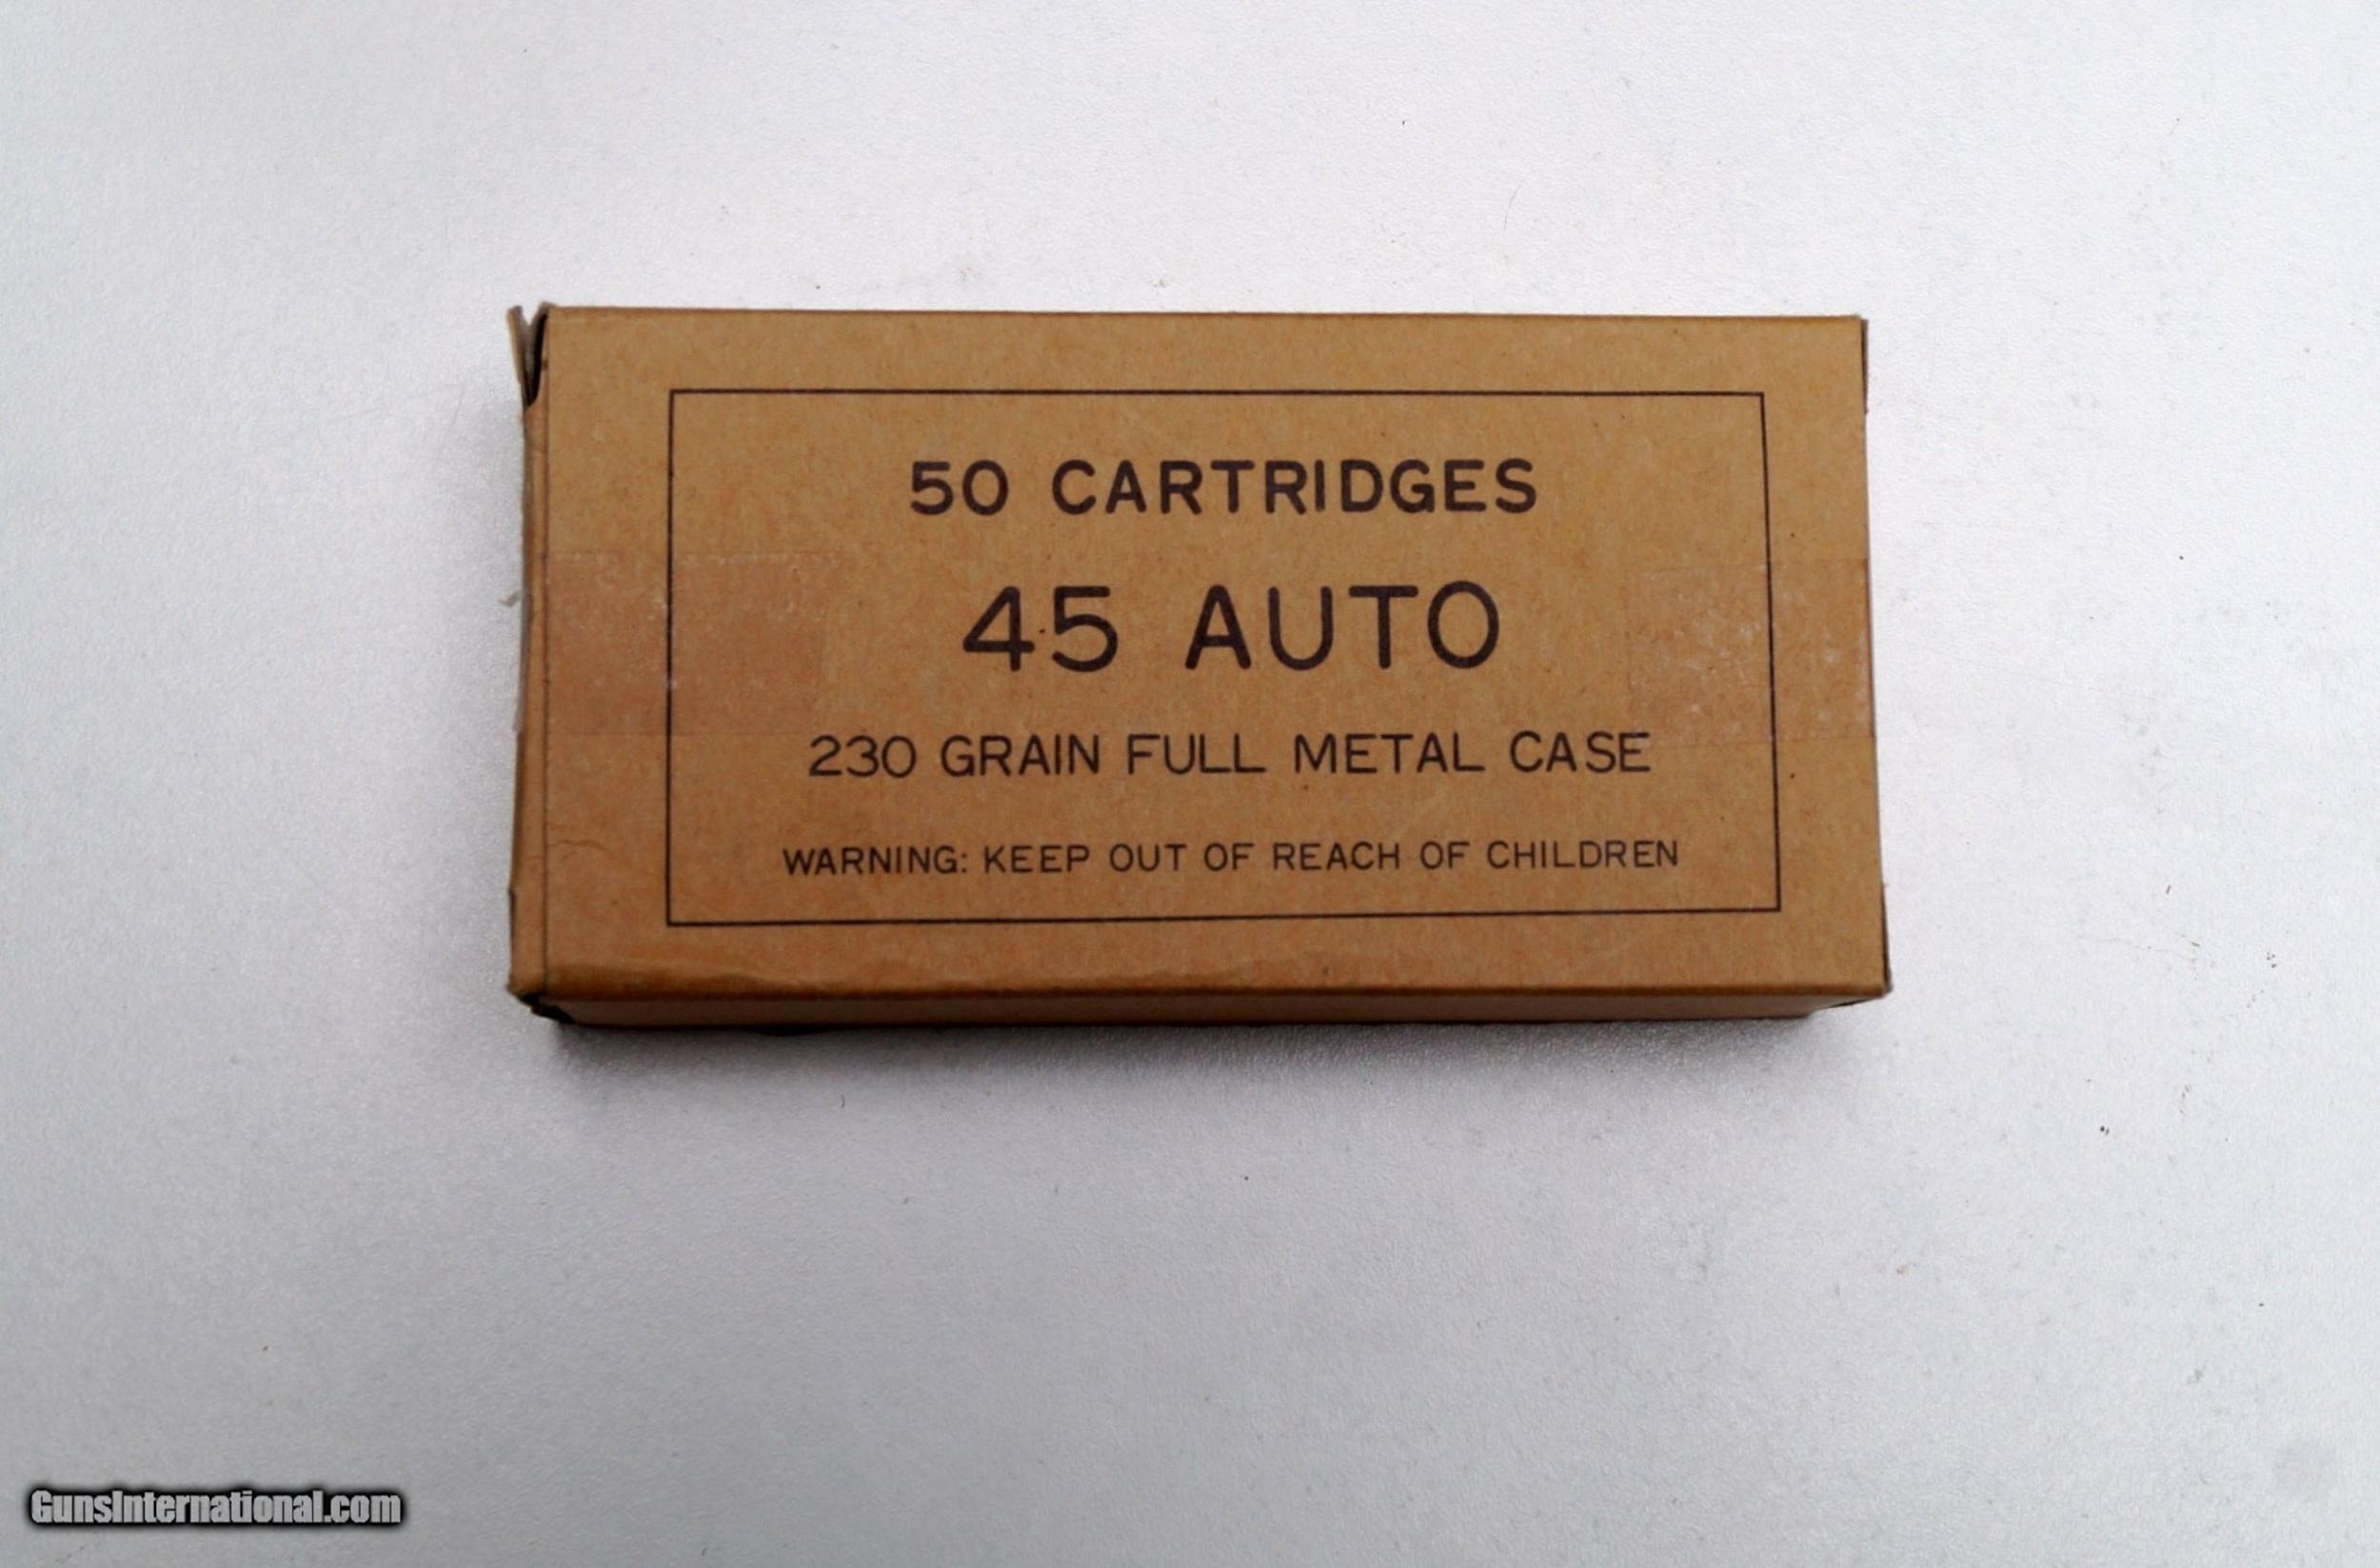 50 CARTRIDGES
45 AUTO
230 GRAIN FULL METAL CASE
WARNING: KEEP OUT OF REACH OF CHILDREN
GunsInternational.com